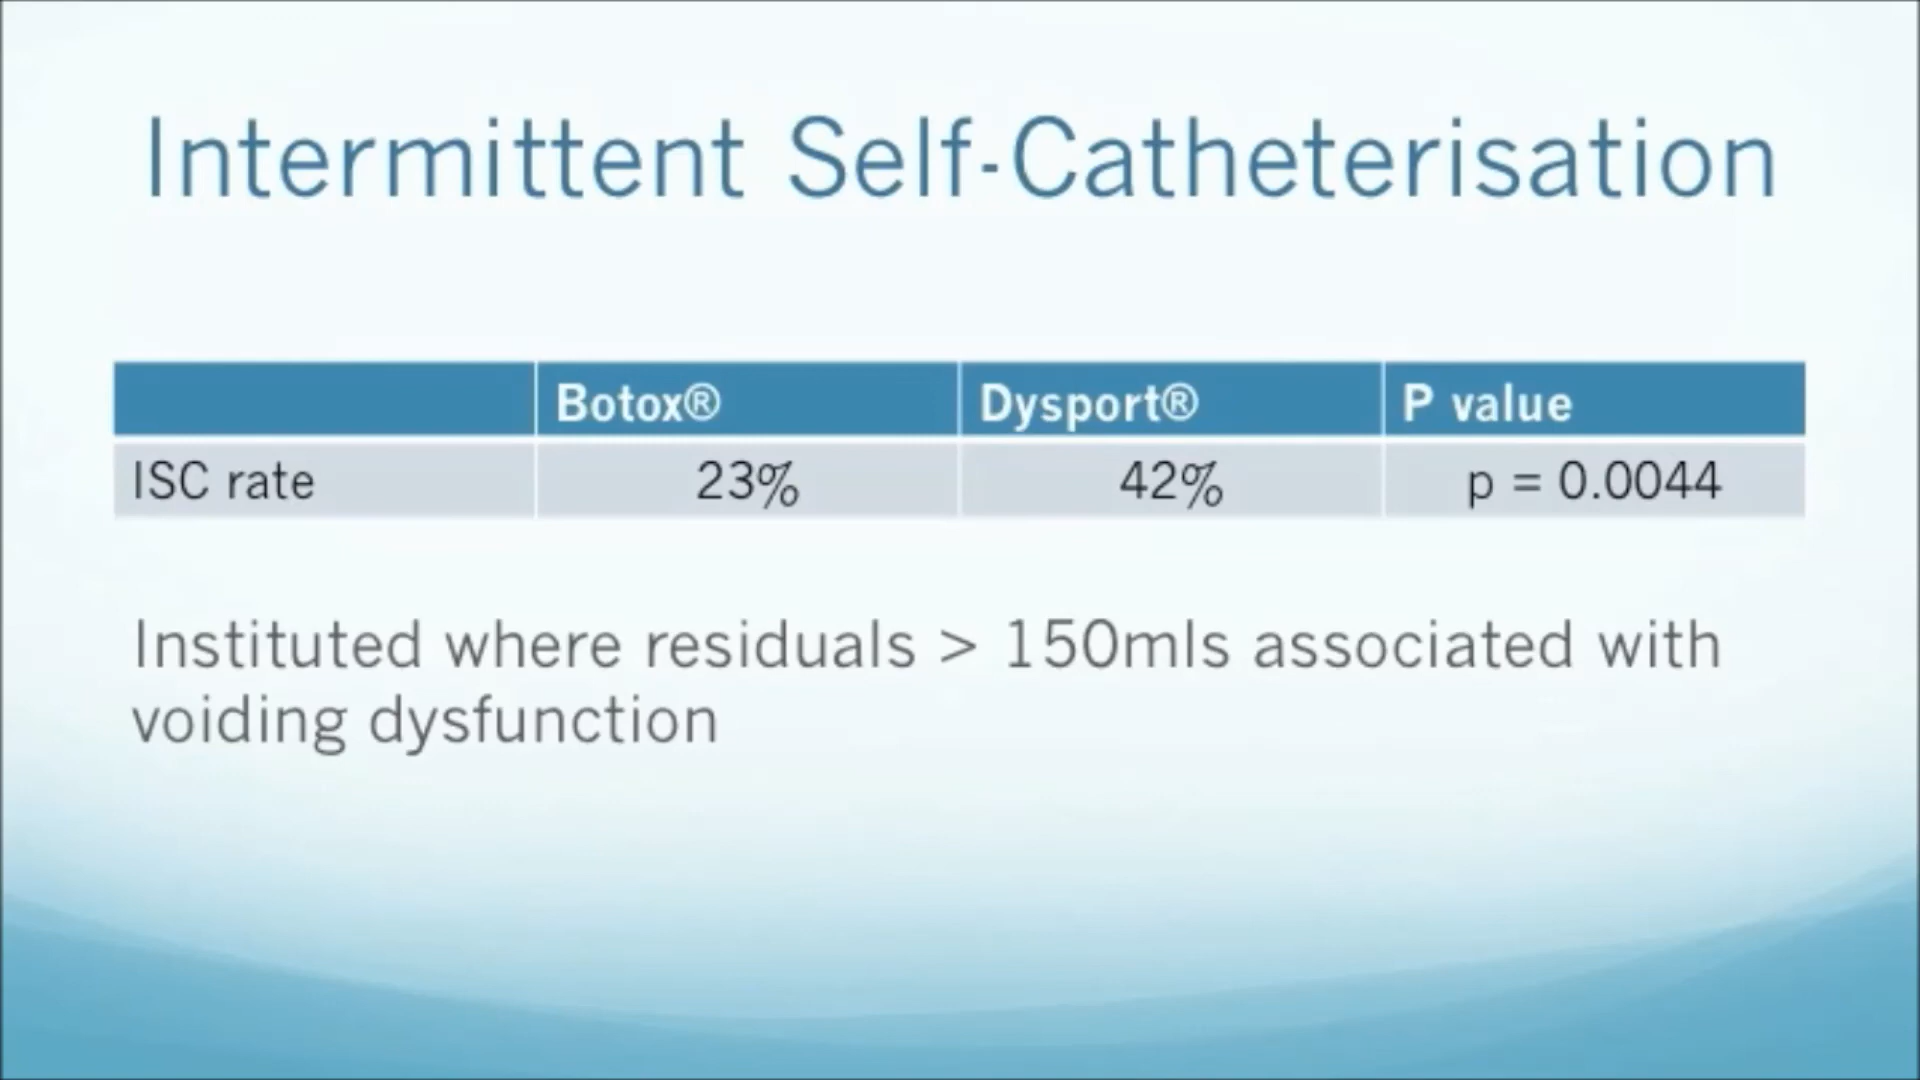 Intermittent Self-Catheterisation
Botox® Dysport® P value
ISC rate 23% 42% p = 0.0044
Instituted where residuals > 150mls associated with
voiding dysfunction